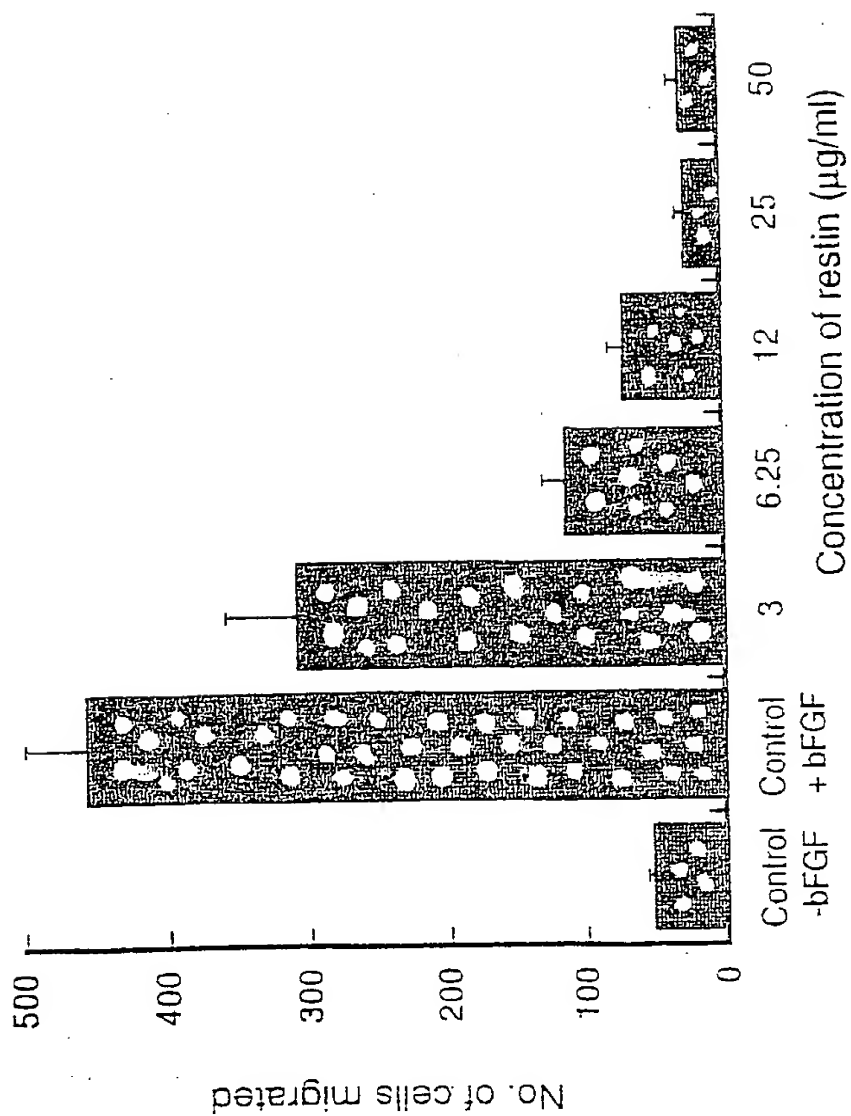 No. of cells migrated
500
400
300
200
100
0
Control
-bFGF
Control
+ bFGF
3
6.25
12
25
50
Concentration of restin (µg/ml)